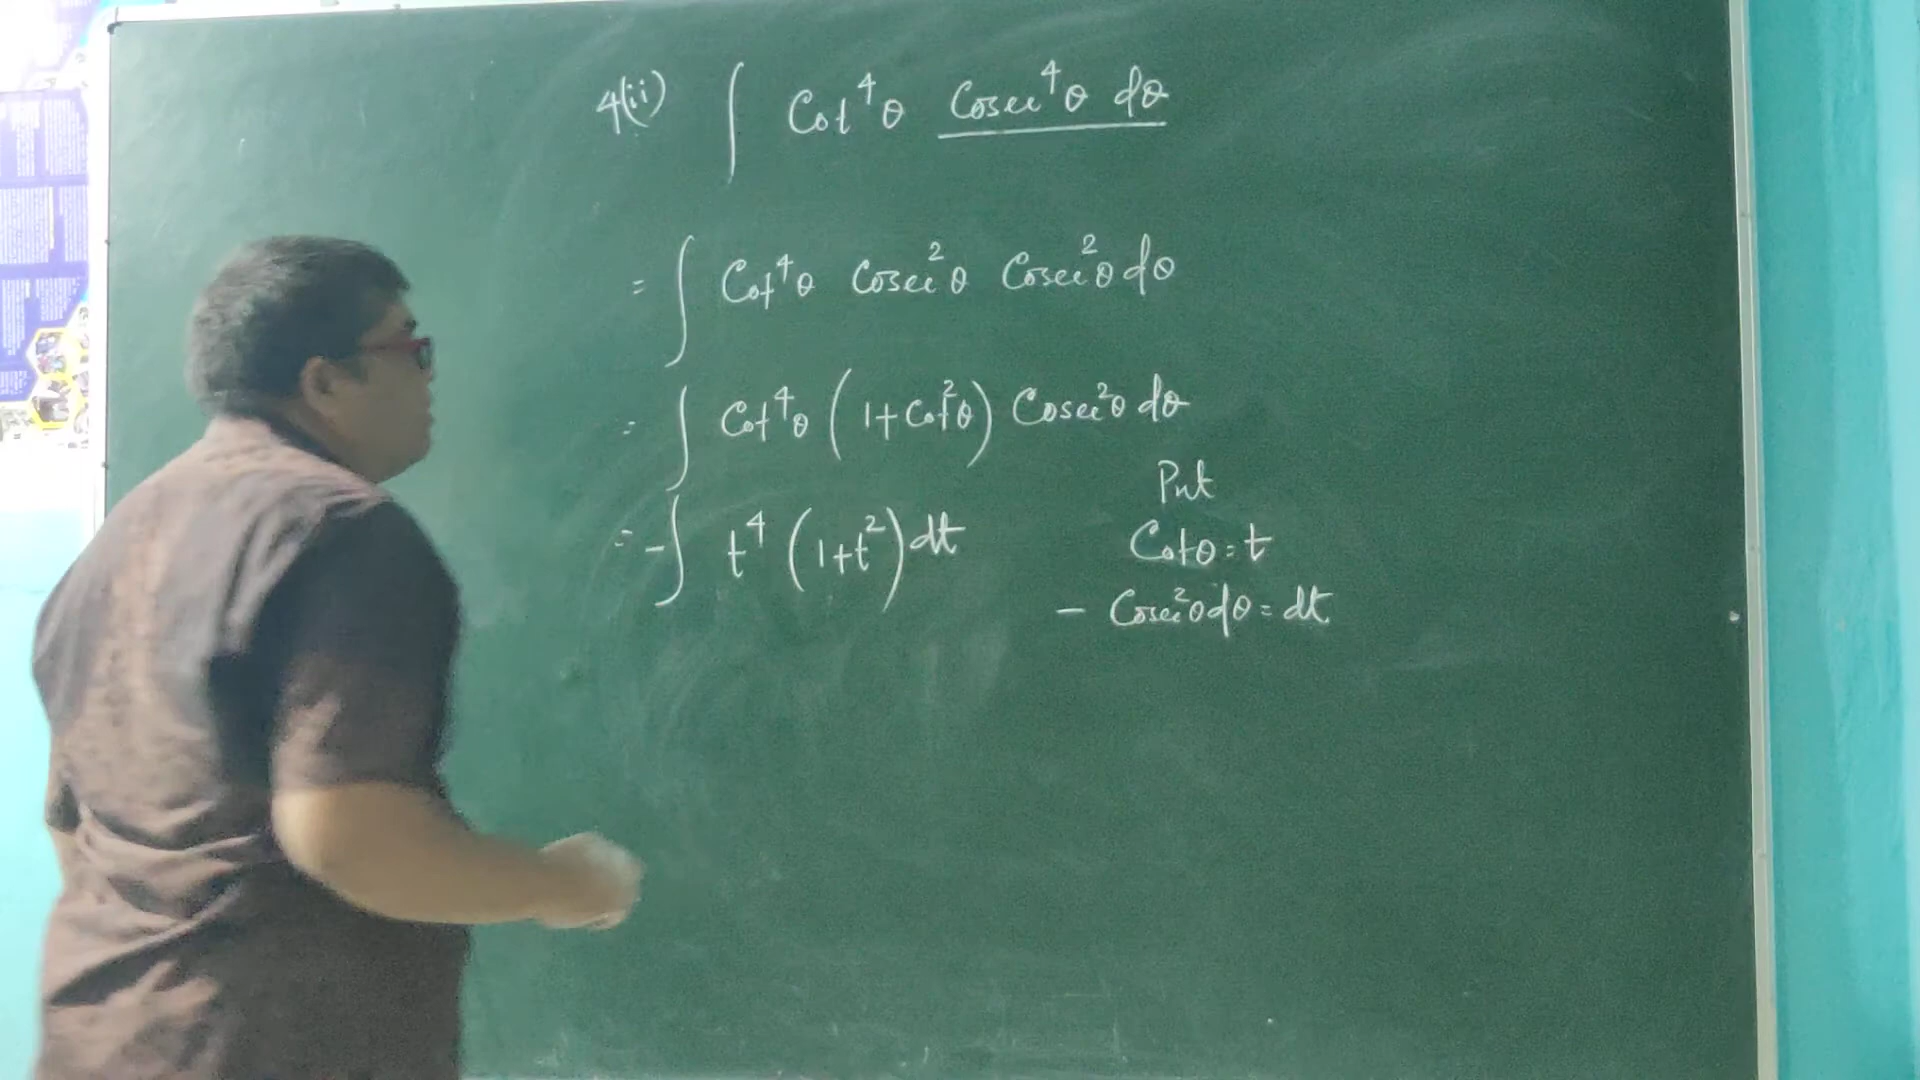 4(ii) ∫ Cot⁴θ Cosec⁴θ dθ
= ∫ Cot⁴θ Cosec²θ Cosec²θ dθ
= ∫ Cot⁴θ (1+Cot²θ) Cosec²θ dθ
Put
= -∫ t⁴ (1+t²) dt
Cotθ = t
- Cosec²θ dθ = dt